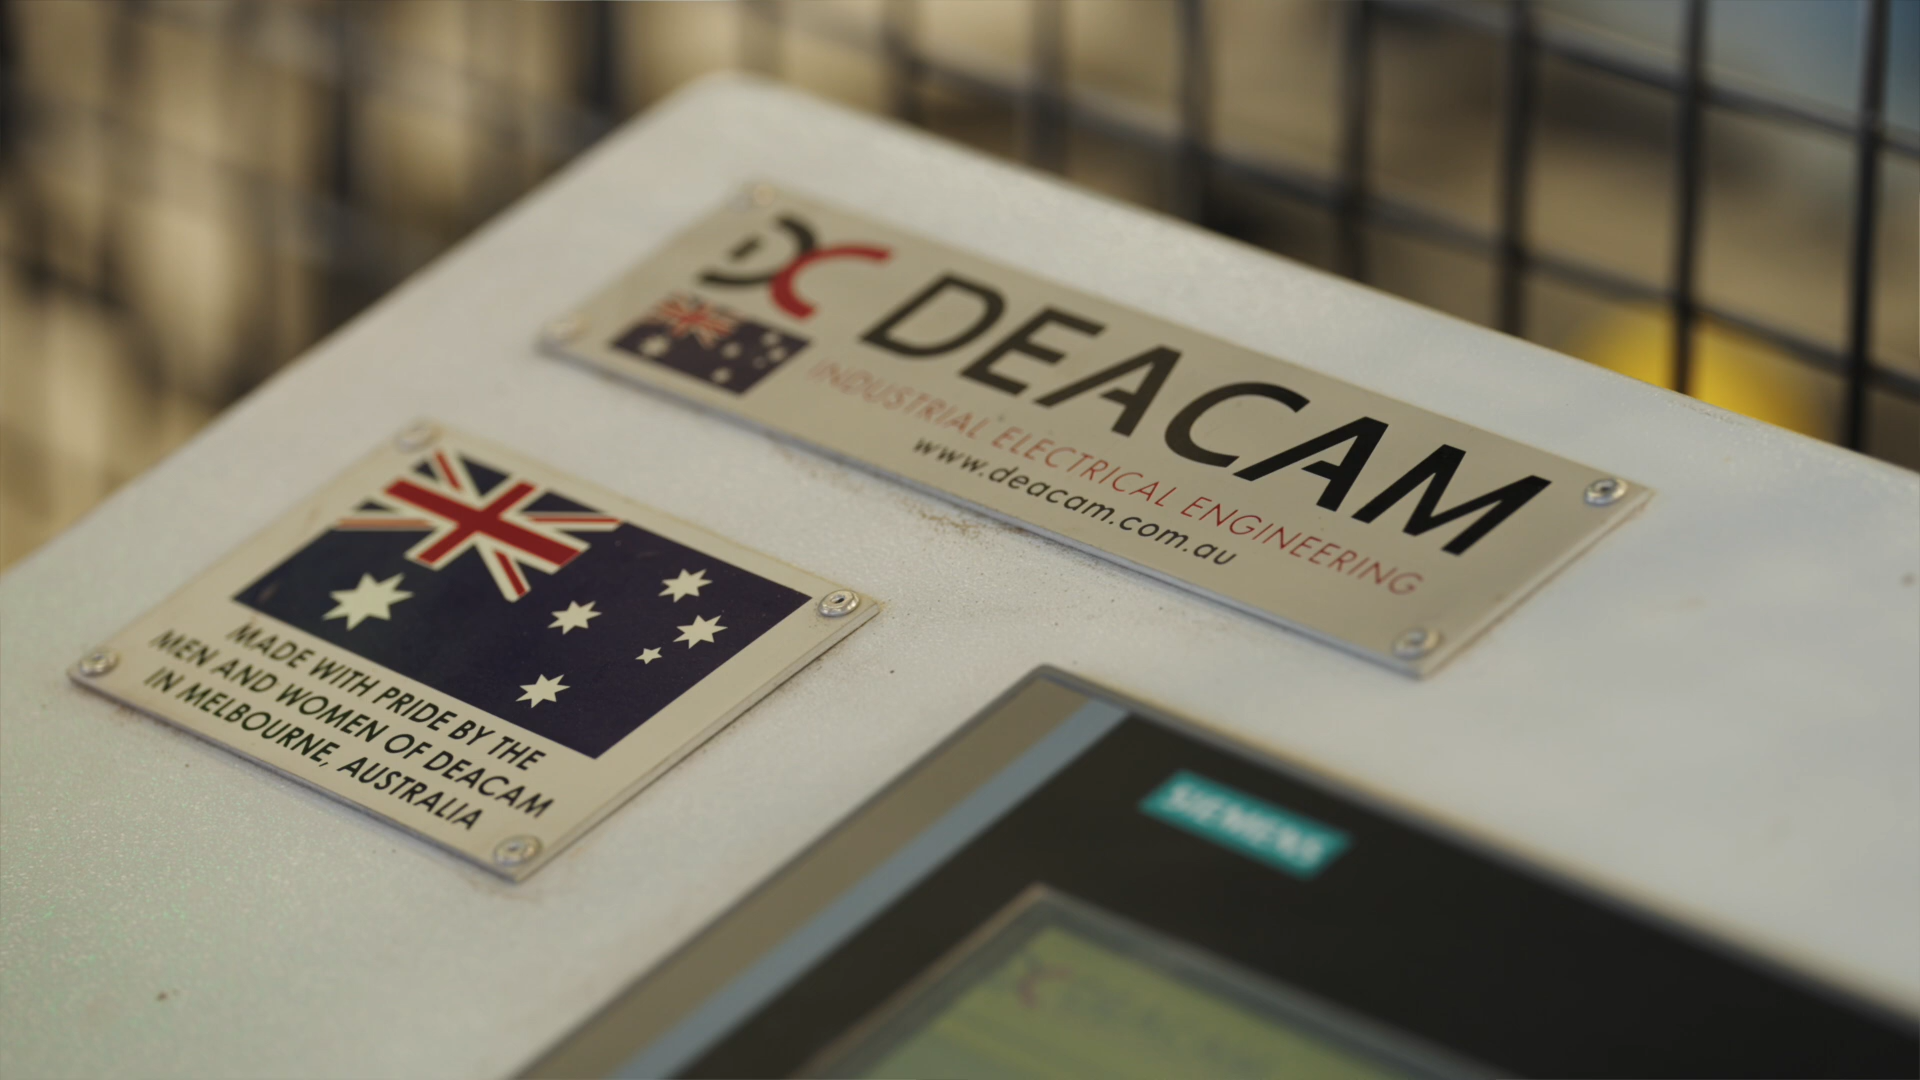 DC DEACAM
INDUSTRIAL ELECTRICAL ENGINEERING
www.deacam.com.au
MADE WITH PRIDE BY THE
MEN AND WOMEN OF DEACAM
IN MELBOURNE, AUSTRALIA
SIEMENS